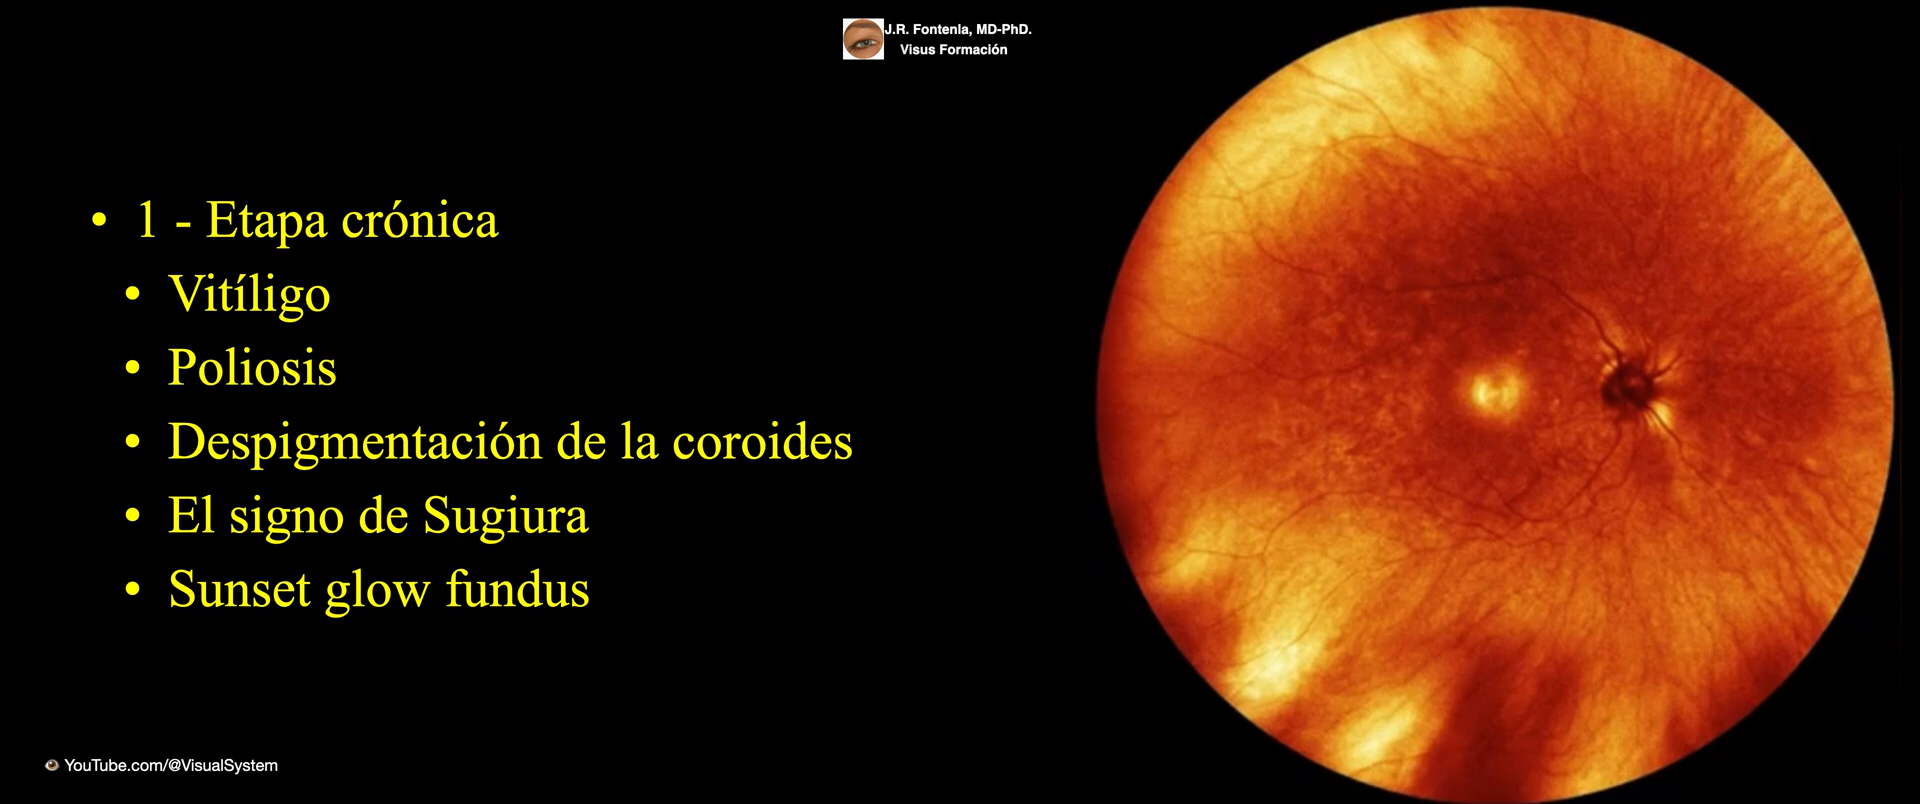 J.R. Fontenla, MD-PhD.
Visus Formación
• 1 - Etapa crónica
• Vitíligo
• Poliosis
• Despigmentación de la coroides
• El signo de Sugiura
• Sunset glow fundus
YouTube.com/@VisualSystem